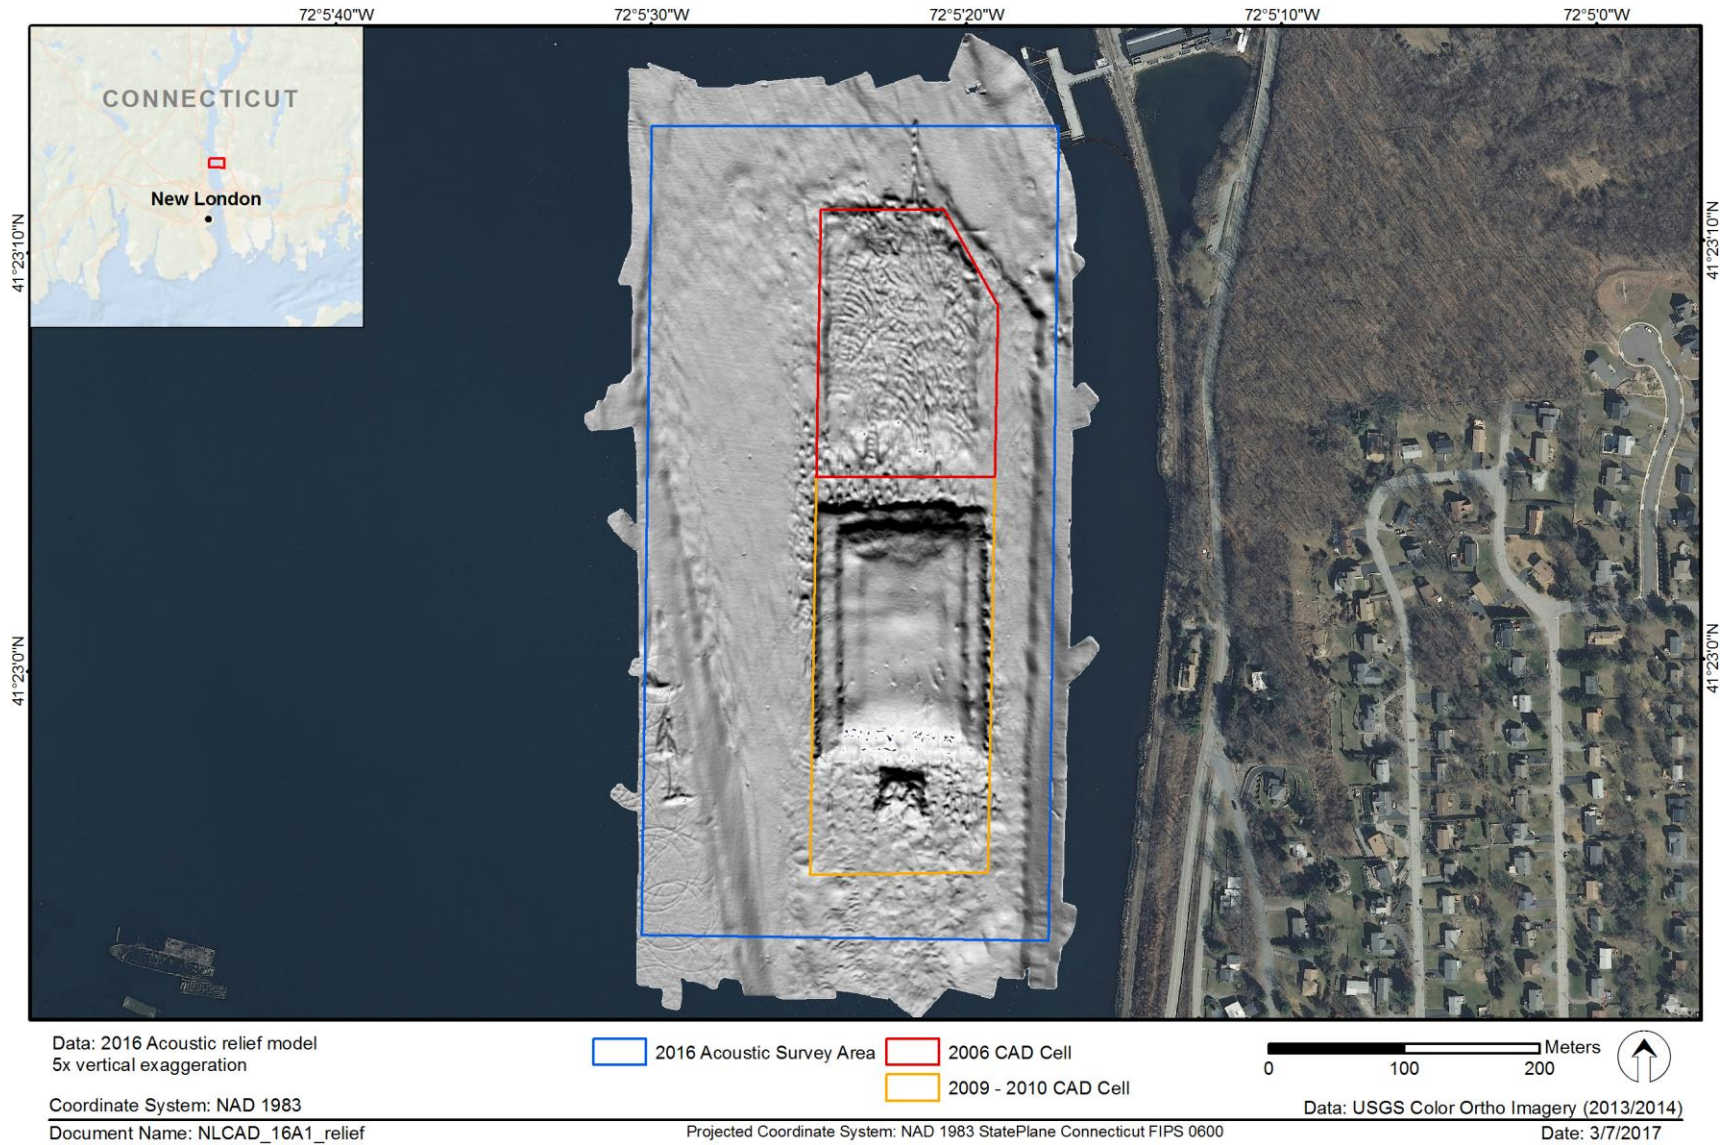 72°5'40"W 72°5'30"W 72°5'20"W 72°5'10"W 72°5'0"W
CONNECTICUT
New London
41°23'10"N 41°23'10"N
41°23'0"N 41°23'0"N
Data: 2016 Acoustic relief model
5x vertical exaggeration
2016 Acoustic Survey Area
2006 CAD Cell
2009 - 2010 CAD Cell
Meters
0 100 200
Coordinate System: NAD 1983
Data: USGS Color Ortho Imagery (2013/2014)
Document Name: NLCAD_16A1_relief
Projected Coordinate System: NAD 1983 StatePlane Connecticut FIPS 0600
Date: 3/7/2017